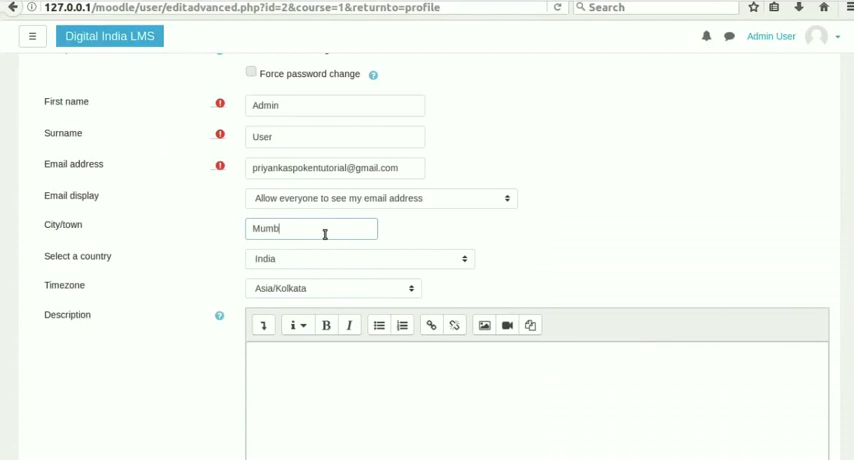 127.0.0.1/moodle/user/editadvanced.php?id=2&course=1&returnto=profile
Search
Digital India LMS
Admin User
Force password change
First name
Admin
Surname
User
Email address
priyankaspokentutorial@gmail.com
Email display
Allow everyone to see my email address
City/town
Mumb
Select a country
India
Timezone
Asia/Kolkata
Description
i B I